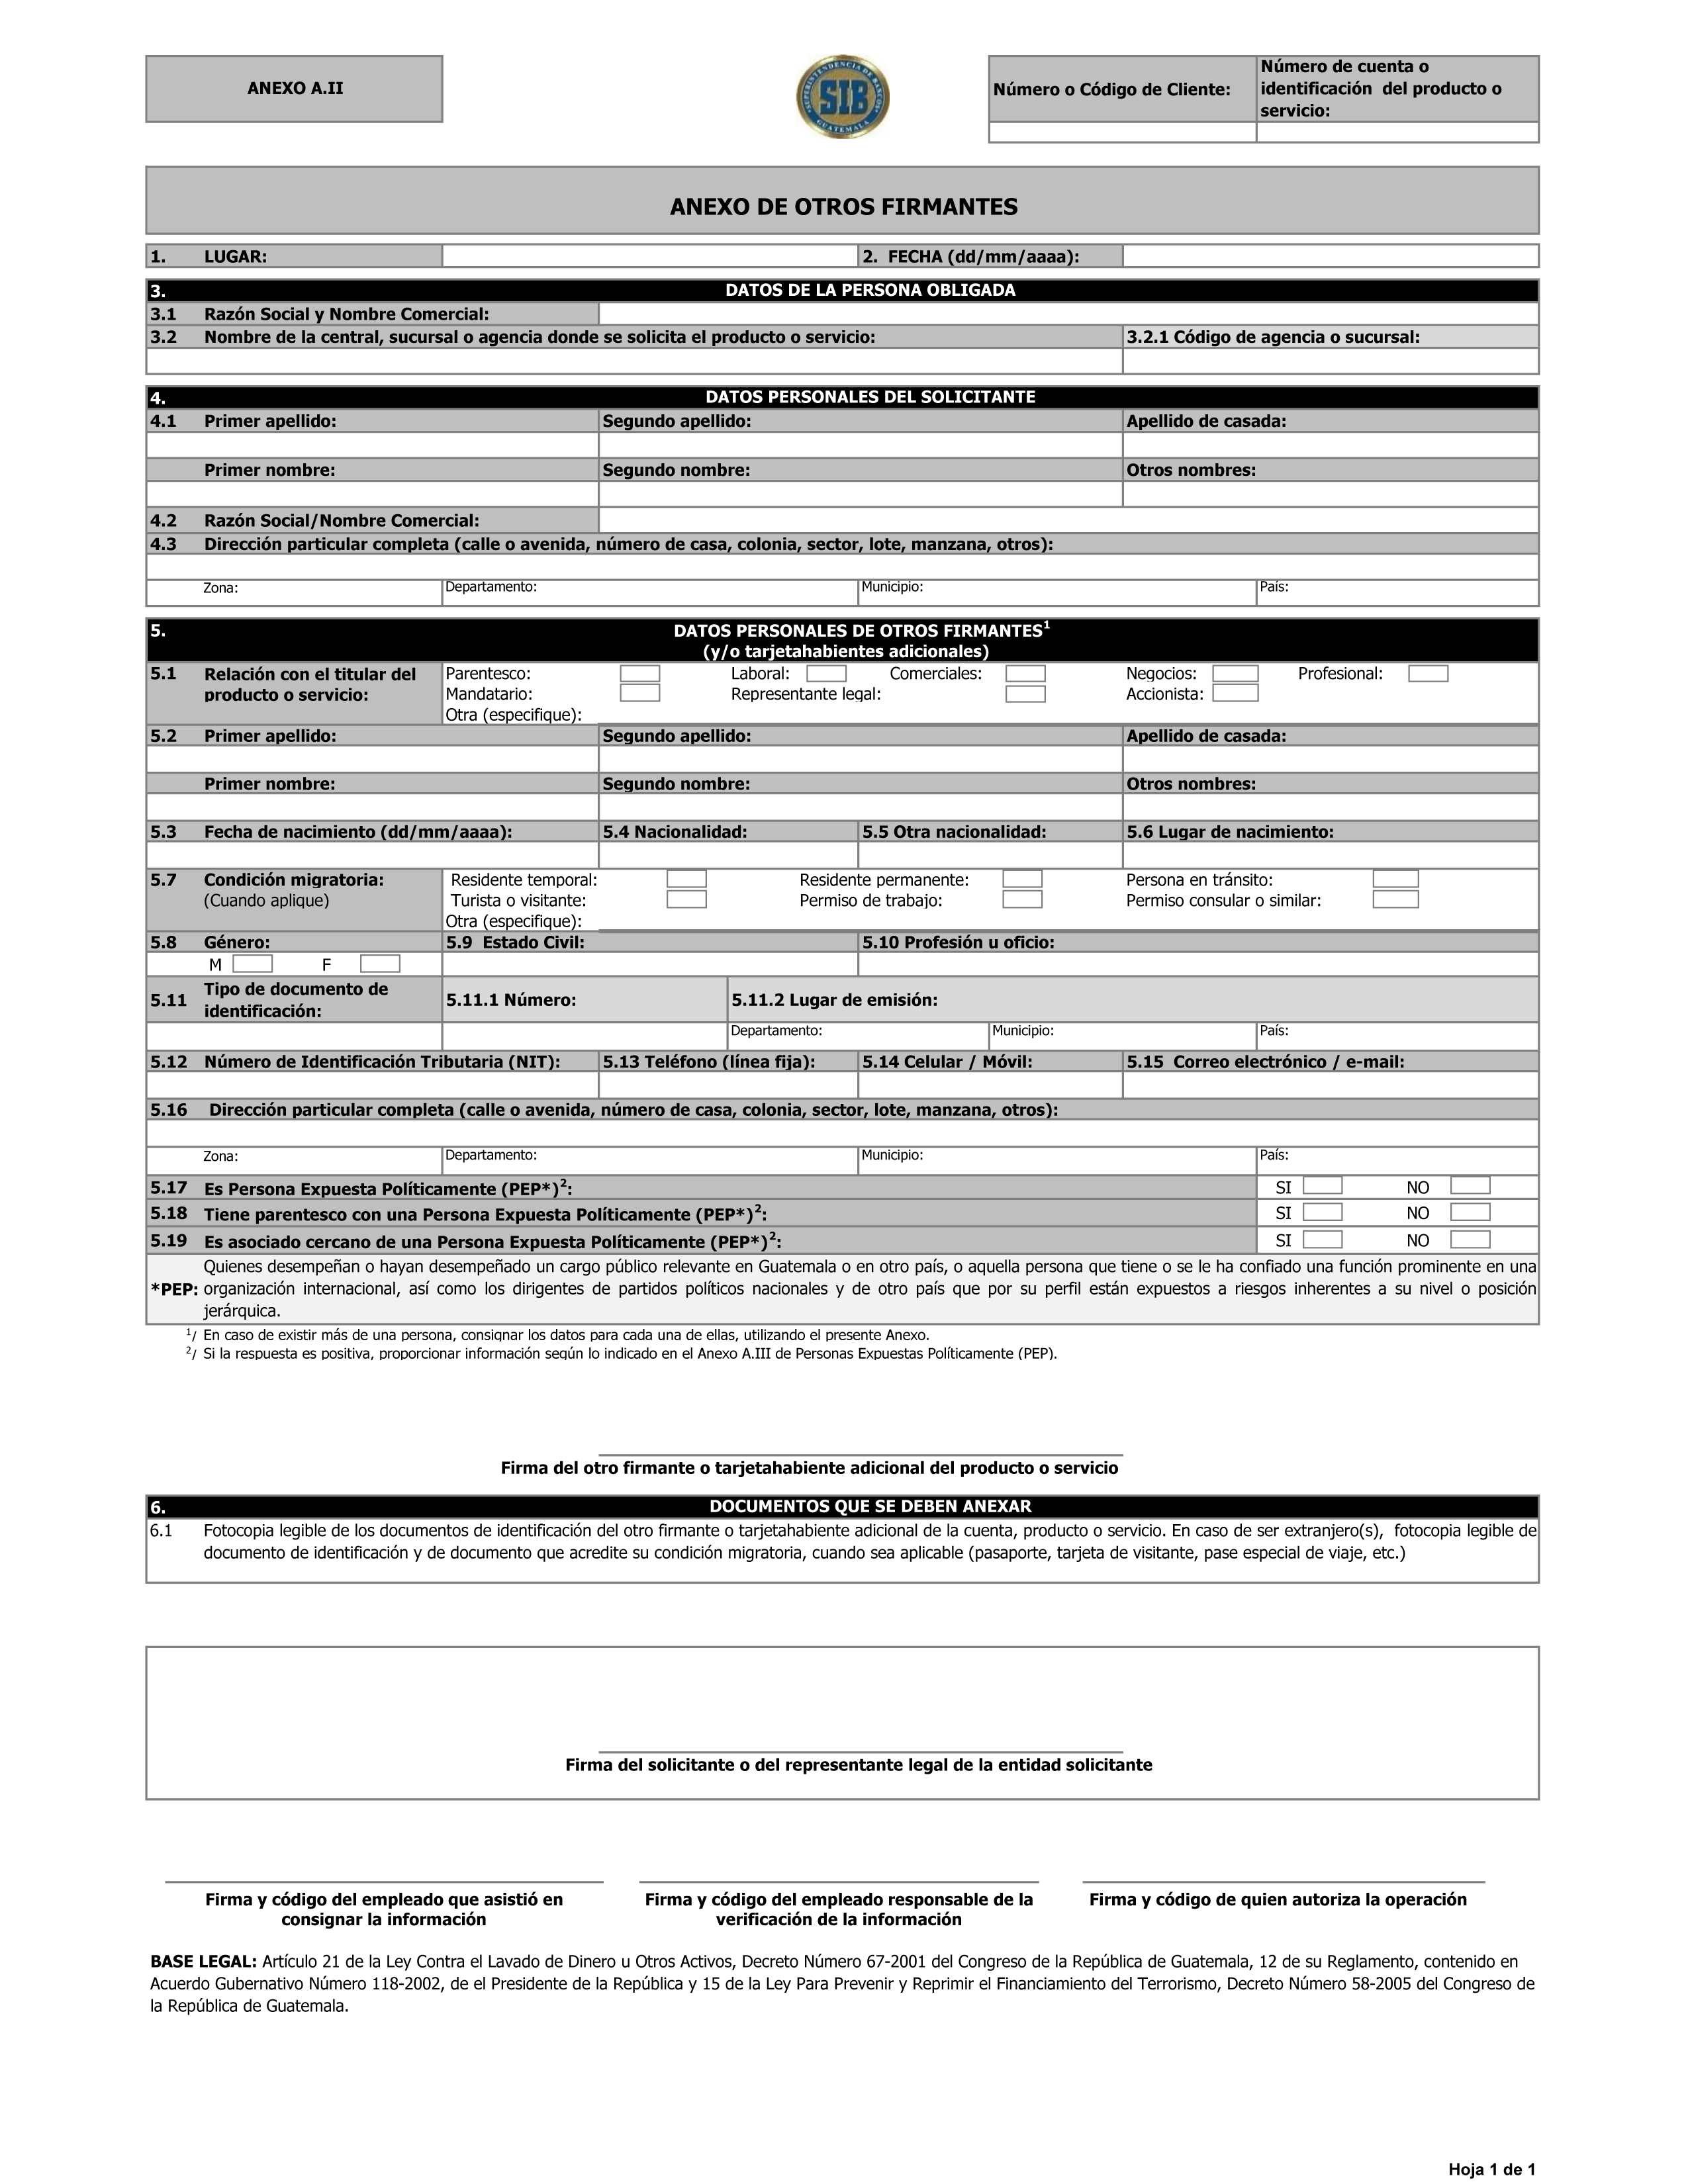 ANEXO A.II
SUPERINTENDENCIA DE BANCOS
SIB
GUATEMALA
Número o Código de Cliente:
Número de cuenta o
identificación del producto o
servicio:
ANEXO DE OTROS FIRMANTES
1. LUGAR: 2. FECHA (dd/mm/aaaa):
3. DATOS DE LA PERSONA OBLIGADA
3.1 Razón Social y Nombre Comercial:
3.2 Nombre de la central, sucursal o agencia donde se solicita el producto o servicio: 3.2.1 Código de agencia o sucursal:
4. DATOS PERSONALES DEL SOLICITANTE
4.1 Primer apellido: Segundo apellido: Apellido de casada:
Primer nombre: Segundo nombre: Otros nombres:
4.2 Razón Social/Nombre Comercial:
4.3 Dirección particular completa (calle o avenida, número de casa, colonia, sector, lote, manzana, otros):
Zona: Departamento: Municipio: País:
5. DATOS PERSONALES DE OTROS FIRMANTES1
(y/o tarjetahabientes adicionales)
5.1 Relación con el titular del
producto o servicio:
Parentesco: Laboral: Comerciales: Negocios: Profesional:
Mandatario: Representante legal: Accionista:
Otra (especifique):
5.2 Primer apellido: Segundo apellido: Apellido de casada:
Primer nombre: Segundo nombre: Otros nombres:
5.3 Fecha de nacimiento (dd/mm/aaaa): 5.4 Nacionalidad: 5.5 Otra nacionalidad: 5.6 Lugar de nacimiento:
5.7 Condición migratoria:
(Cuando aplique)
Residente temporal: Residente permanente: Persona en tránsito:
Turista o visitante: Permiso de trabajo: Permiso consular o similar:
Otra (especifique):
5.8 Género: 5.9 Estado Civil: 5.10 Profesión u oficio:
M F
5.11 Tipo de documento de
identificación:
5.11.1 Número: 5.11.2 Lugar de emisión:
Departamento: Municipio: País:
5.12 Número de Identificación Tributaria (NIT): 5.13 Teléfono (línea fija): 5.14 Celular / Móvil: 5.15 Correo electrónico / e-mail:
5.16 Dirección particular completa (calle o avenida, número de casa, colonia, sector, lote, manzana, otros):
Zona: Departamento: Municipio: País:
5.17 Es Persona Expuesta Políticamente (PEP*)2: SI NO
5.18 Tiene parentesco con una Persona Expuesta Políticamente (PEP*)2: SI NO
5.19 Es asociado cercano de una Persona Expuesta Políticamente (PEP*)2: SI NO
Quienes desempeñan o hayan desempeñado un cargo público relevante en Guatemala o en otro país, o aquella persona que tiene o se le ha confiado una función prominente en una
*PEP: organización internacional, así como los dirigentes de partidos políticos nacionales y de otro país que por su perfil están expuestos a riesgos inherentes a su nivel o posición
jerárquica.
1/ En caso de existir más de una persona, consignar los datos para cada una de ellas, utilizando el presente Anexo.
2/ Si la respuesta es positiva, proporcionar información según lo indicado en el Anexo A.III de Personas Expuestas Políticamente (PEP).
Firma del otro firmante o tarjetahabiente adicional del producto o servicio
6. DOCUMENTOS QUE SE DEBEN ANEXAR
6.1 Fotocopia legible de los documentos de identificación del otro firmante o tarjetahabiente adicional de la cuenta, producto o servicio. En caso de ser extranjero(s), fotocopia legible de
documento de identificación y de documento que acredite su condición migratoria, cuando sea aplicable (pasaporte, tarjeta de visitante, pase especial de viaje, etc.)
Firma del solicitante o del representante legal de la entidad solicitante
Firma y código del empleado que asistió en
consignar la información
Firma y código del empleado responsable de la
verificación de la información
Firma y código de quien autoriza la operación
BASE LEGAL: Artículo 21 de la Ley Contra el Lavado de Dinero u Otros Activos, Decreto Número 67-2001 del Congreso de la República de Guatemala, 12 de su Reglamento, contenido en
Acuerdo Gubernativo Número 118-2002, de el Presidente de la República y 15 de la Ley Para Prevenir y Reprimir el Financiamiento del Terrorismo, Decreto Número 58-2005 del Congreso de
la República de Guatemala.
Hoja 1 de 1